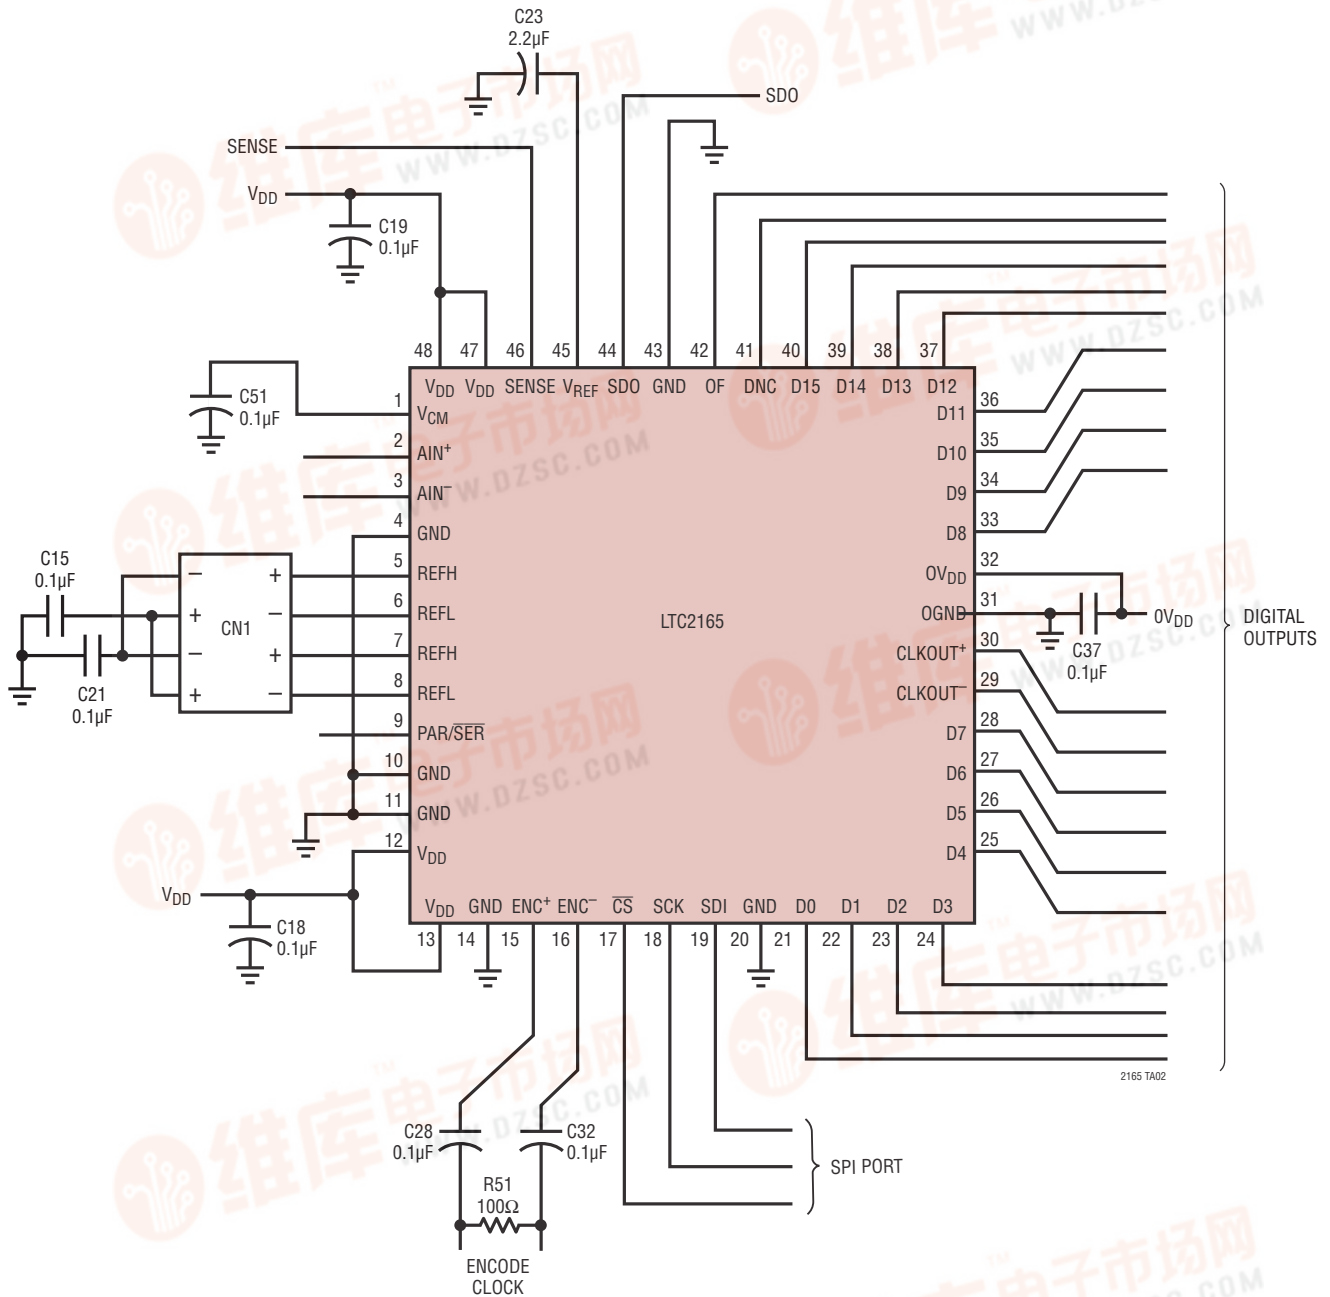 C23
2.2µF
SDO
SENSE
VDD
C19
0.1µF
48 47 46 45 44 43 42 41 40 39 38 37
VDD VDD SENSE VREF SDO GND OF DNC D15 D14 D13 D12
C51
0.1µF
1 VCM
2 AIN+
3 AIN–
4 GND
5 REFH
6 REFL
7 REFH
8 REFL
9 PAR/S̅E̅R̅
10 GND
11 GND
12 VDD
C15
0.1µF
C21
0.1µF
CN1
– +
+ –
– +
+ –
LTC2165
D11 36
D10 35
D9 34
D8 33
OVDD 32
OGND 31
CLKOUT+ 30
CLKOUT– 29
D7 28
D6 27
D5 26
D4 25
C37
0.1µF
OVDD
DIGITAL
OUTPUTS
VDD
C18
0.1µF
VDD GND ENC+ ENC– C̅S̅ SCK SDI GND D0 D1 D2 D3
13 14 15 16 17 18 19 20 21 22 23 24
2165 TA02
C28
0.1µF
C32
0.1µF
R51
100Ω
ENCODE
CLOCK
SPI PORT
维库电子市场网™
WWW.DZSC.COM